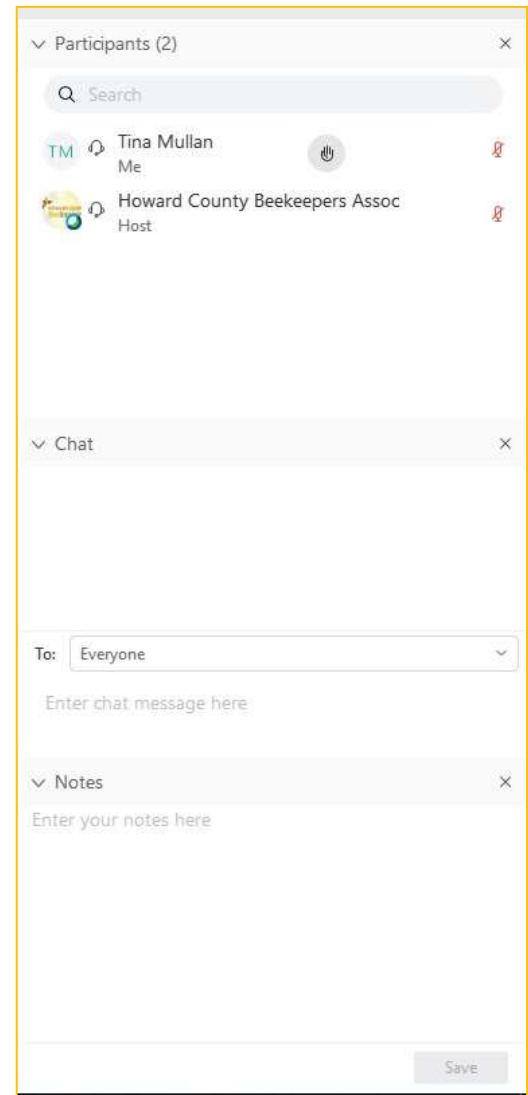 Participants (2)
Search
TM
Tina Mullan
Me
Howard County Beekeepers Assoc
Host
Chat
To: Everyone
Enter chat message here
Notes
Enter your notes here
Save